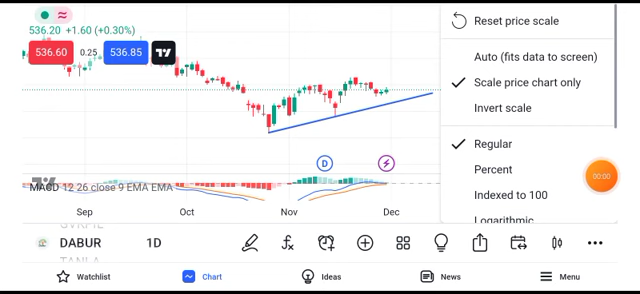 Reset price scale
536.20 +1.60 (+0.30%)
536.60 0.25 536.85
Auto (fits data to screen)
Scale price chart only
Invert scale
Regular
Percent
Indexed to 100
Logarithmic
D
00:00
MACD 12 26 close 9 EMA EMA
Sep Oct Nov Dec
DABUR 1D
Watchlist Chart Ideas News Menu